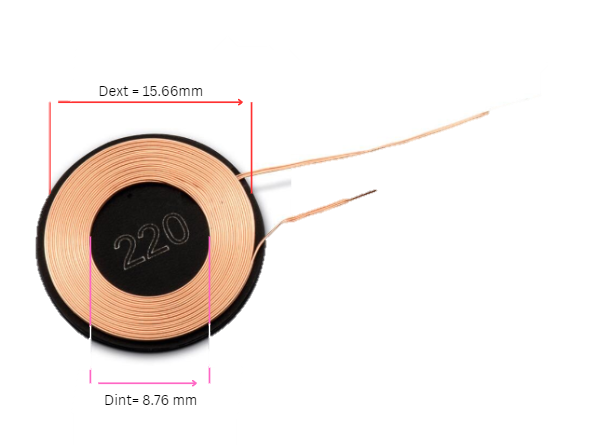 Dext = 15.66mm
220
Dint= 8.76 mm